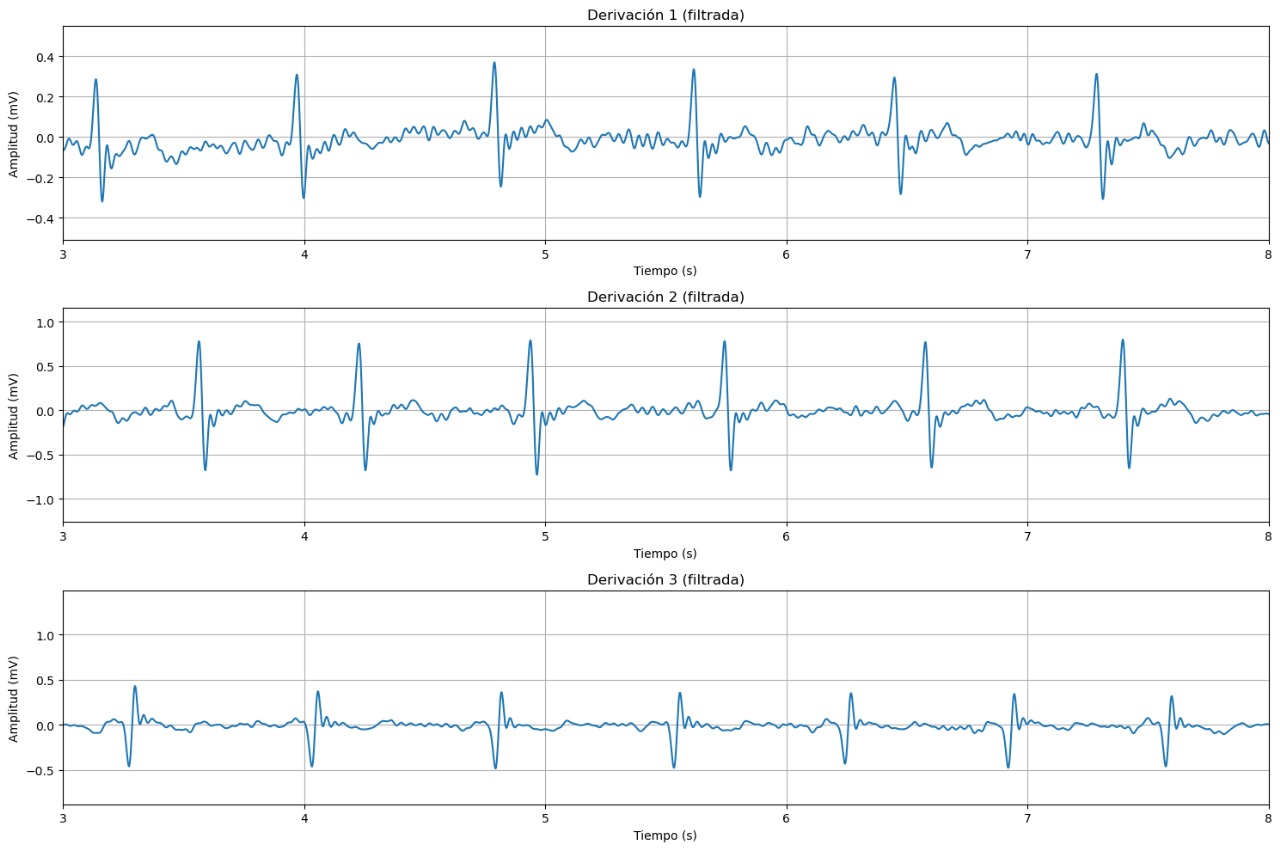 Derivación 1 (filtrada)
Amplitud (mV)
0.4
0.2
0.0
−0.2
−0.4
3 4 5 6 7 8
Tiempo (s)
Derivación 2 (filtrada)
Amplitud (mV)
1.0
0.5
0.0
−0.5
−1.0
3 4 5 6 7 8
Tiempo (s)
Derivación 3 (filtrada)
Amplitud (mV)
1.0
0.5
0.0
−0.5
3 4 5 6 7 8
Tiempo (s)